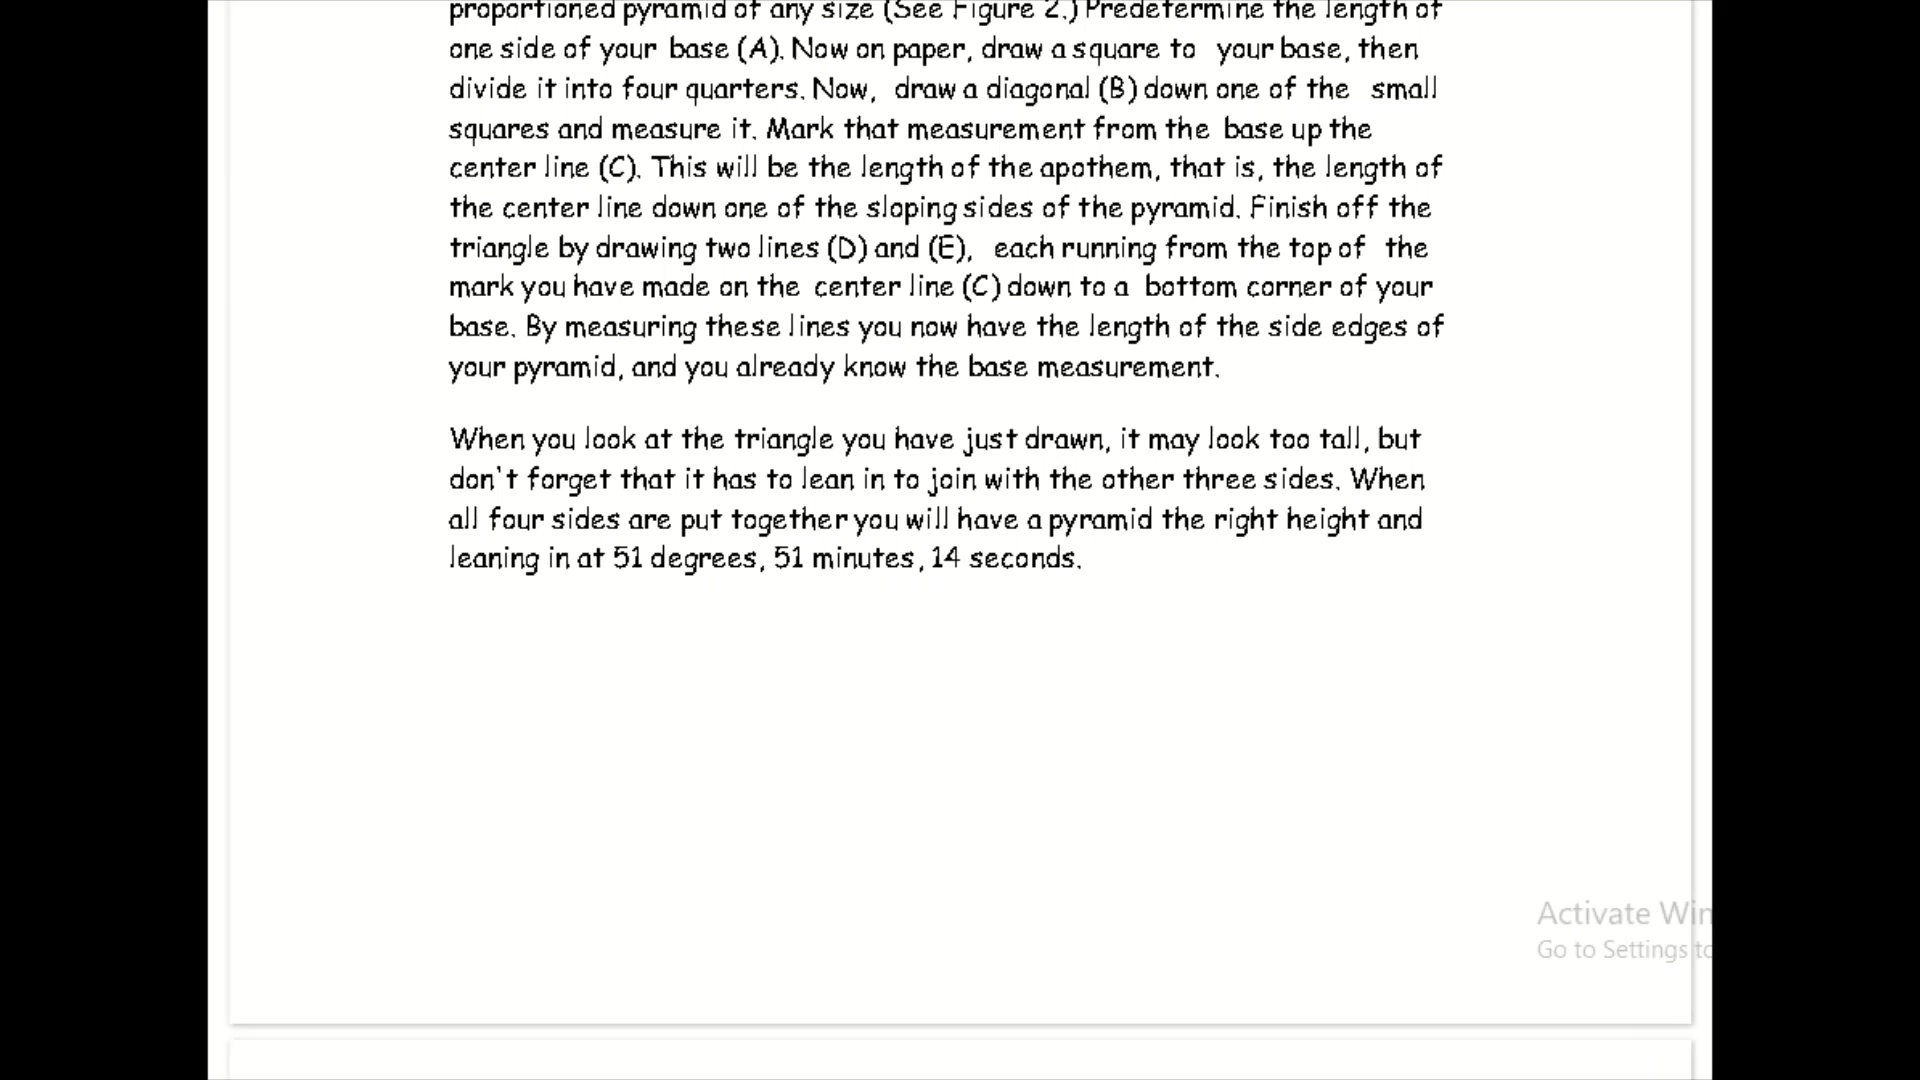 proportioned pyramid of any size (See Figure 2.) Predetermine the length of
one side of your base (A). Now on paper, draw a square to your base, then
divide it into four quarters. Now, draw a diagonal (B) down one of the small
squares and measure it. Mark that measurement from the base up the
center line (C). This will be the length of the apothem, that is, the length of
the center line down one of the sloping sides of the pyramid. Finish off the
triangle by drawing two lines (D) and (E), each running from the top of the
mark you have made on the center line (C) down to a bottom corner of your
base. By measuring these lines you now have the length of the side edges of
your pyramid, and you already know the base measurement.
When you look at the triangle you have just drawn, it may look too tall, but
don't forget that it has to lean in to join with the other three sides. When
all four sides are put together you will have a pyramid the right height and
leaning in at 51 degrees, 51 minutes, 14 seconds.
Activate Win
Go to Settings to